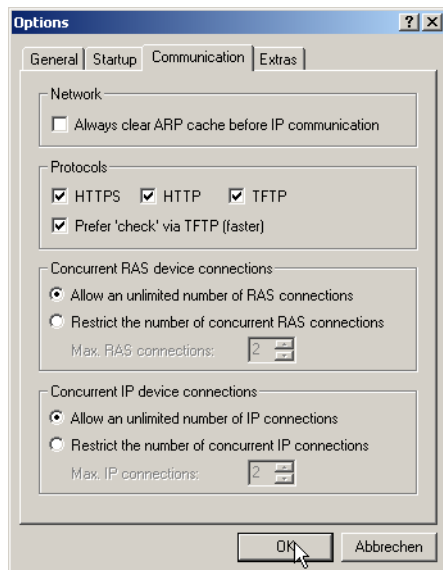 Options
General Startup Communication Extras
Network
Always clear ARP cache before IP communication
Protocols
HTTPS HTTP TFTP
Prefer 'check' via TFTP (faster)
Concurrent RAS device connections
Allow an unlimited number of RAS connections
Restrict the number of concurrent RAS connections
Max. RAS connections: 2
Concurrent IP device connections
Allow an unlimited number of IP connections
Restrict the number of concurrent IP connections
Max. IP connections: 2
OK Abbrechen